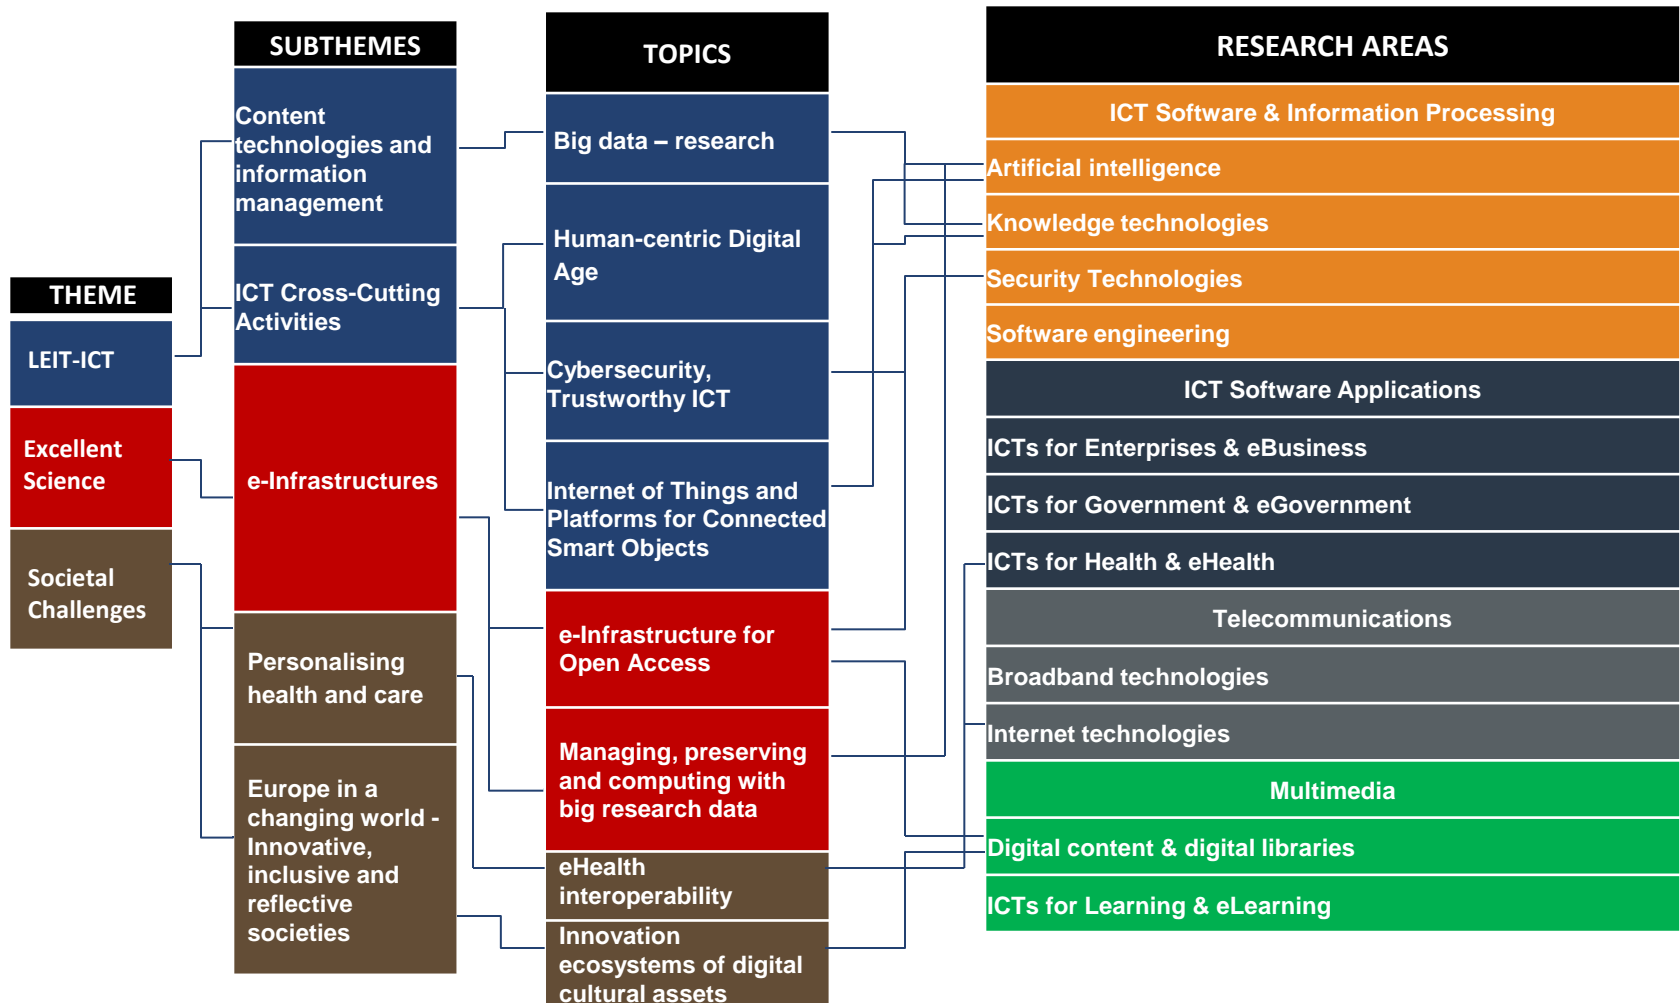 THEME
LEIT-ICT
Excellent
Science
Societal
Challenges
SUBTHEMES
Content
technologies and
information
management
ICT Cross-Cutting
Activities
e-Infrastructures
Personalising
health and care
Europe in a
changing world -
Innovative,
inclusive and
reflective
societies
TOPICS
Big data – research
Human-centric Digital
Age
Cybersecurity,
Trustworthy ICT
Internet of Things and
Platforms for Connected
Smart Objects
e-Infrastructure for
Open Access
Managing, preserving
and computing with
big research data
eHealth
interoperability
Innovation
ecosystems of digital
cultural assets
RESEARCH AREAS
ICT Software & Information Processing
Artificial intelligence
Knowledge technologies
Security Technologies
Software engineering
ICT Software Applications
ICTs for Enterprises & eBusiness
ICTs for Government & eGovernment
ICTs for Health & eHealth
Telecommunications
Broadband technologies
Internet technologies
Multimedia
Digital content & digital libraries
ICTs for Learning & eLearning